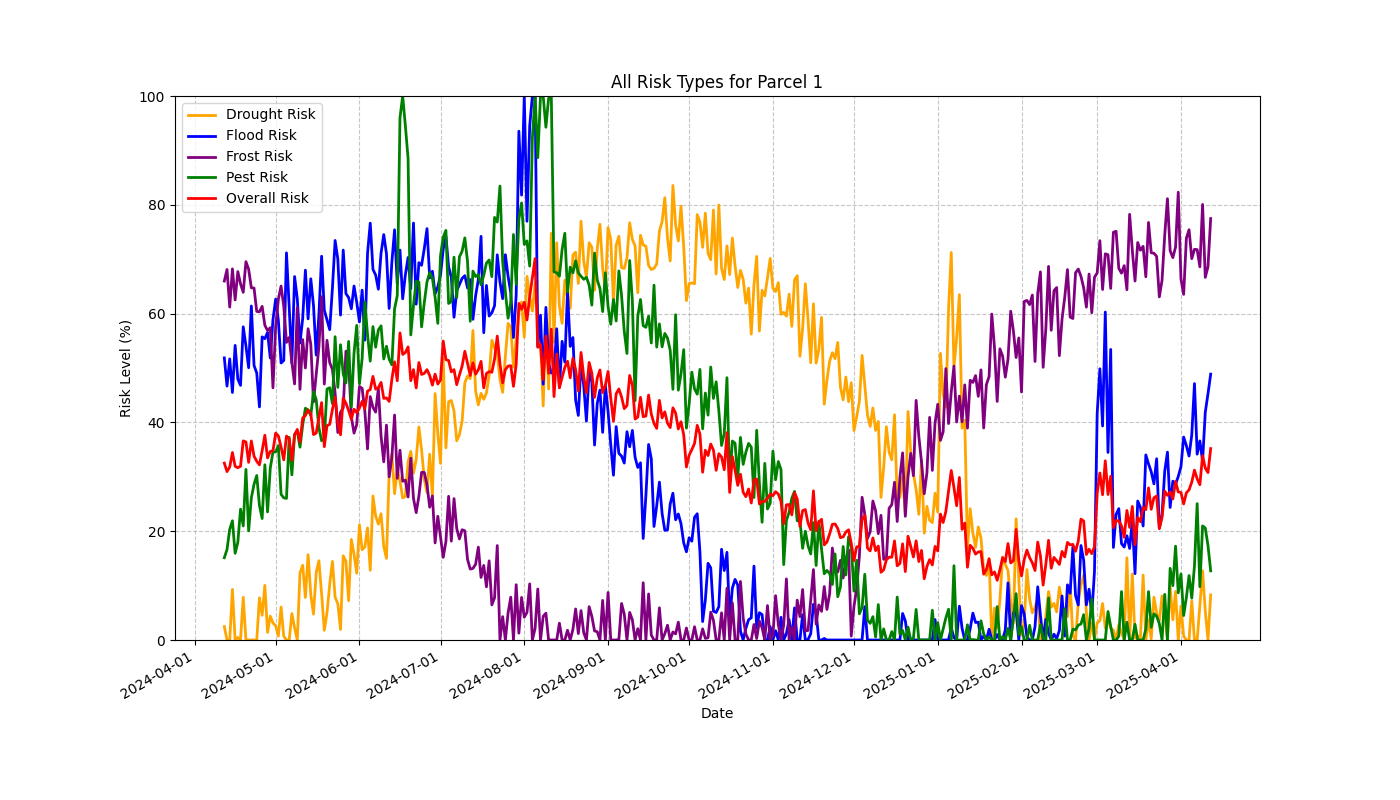 All Risk Types for Parcel 1
100
80
60
40
20
0
Risk Level (%)
Drought Risk
Flood Risk
Frost Risk
Pest Risk
Overall Risk
2024-04-01
2024-05-01
2024-06-01
2024-07-01
2024-08-01
2024-09-01
2024-10-01
2024-11-01
2024-12-01
2025-01-01
2025-02-01
2025-03-01
2025-04-01
Date